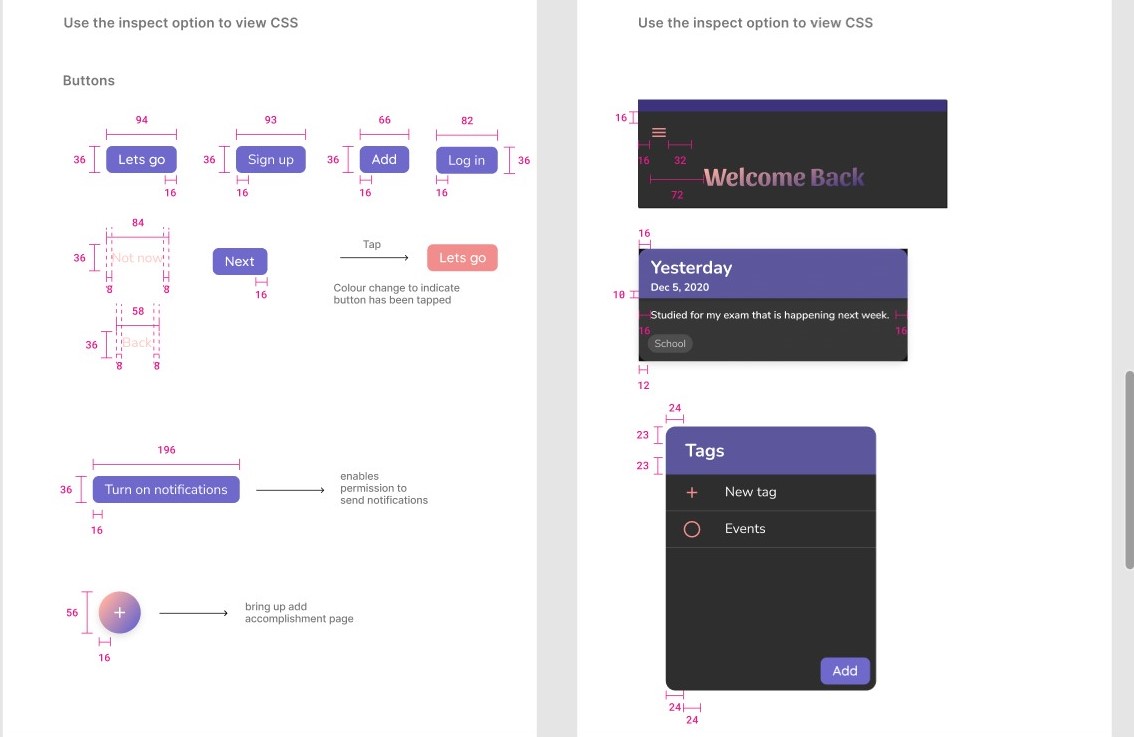 Use the inspect option to view CSS
Buttons
94
93
66
82
36
Lets go
36
Sign up
36
Add
Log in
36
16
16
16
16
84
36
Not now
8
8
Next
16
Tap
Lets go
Colour change to indicate
button has been tapped
58
36
Back
8
8
196
36
Turn on notifications
16
enables
permission to
send notifications
56
+
16
bring up add
accomplishment page
Use the inspect option to view CSS
16
16
32
Welcome Back
72
16
Yesterday
Dec 5, 2020
10
Studied for my exam that is happening next week.
16
16
School
12
24
23
Tags
23
+ New tag
Events
Add
24
24